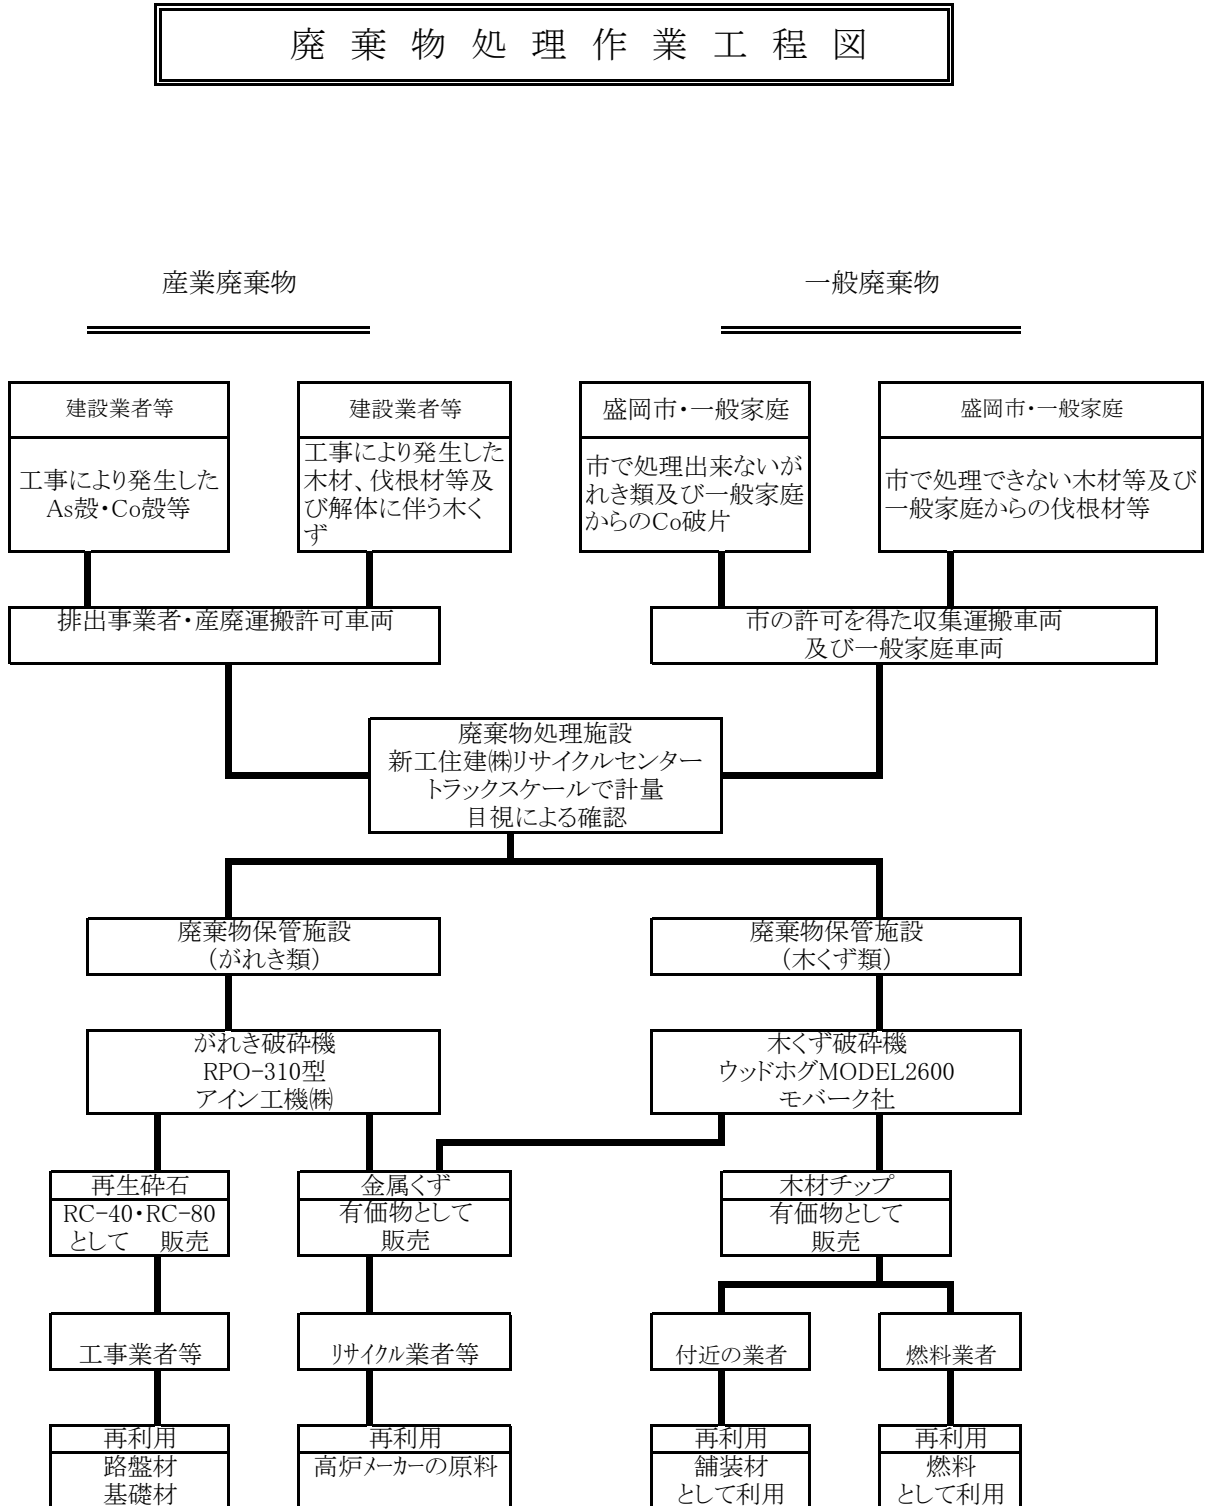 廃棄物処理作業工程図
産業廃棄物
一般廃棄物
建設業者等
工事により発生した
As殻・Co殻等
建設業者等
工事により発生した
木材、伐根材等及
び解体に伴う木く
ず
盛岡市・一般家庭
市で処理出来ないが
れき類及び一般家庭
からのCo破片
盛岡市・一般家庭
市で処理できない木材等及び
一般家庭からの伐根材等
排出事業者・産廃運搬許可車両
市の許可を得た収集運搬車両
及び一般家庭車両
廃棄物処理施設
新工住建㈱リサイクルセンター
トラックスケールで計量
目視による確認
廃棄物保管施設
（がれき類）
廃棄物保管施設
（木くず類）
がれき破砕機
RPO-310型
アイン工機㈱
木くず破砕機
ウッドホグMODEL2600
モバーク社
再生砕石
RC-40・RC-80
として　販売
金属くず
有価物として
販売
木材チップ
有価物として
販売
工事業者等
ﾘｻｲｸﾙ業者等
付近の業者
燃料業者
再利用
路盤材
基礎材
再利用
高炉ﾒｰｶｰの原料
再利用
舗装材
として利用
再利用
燃料
として利用